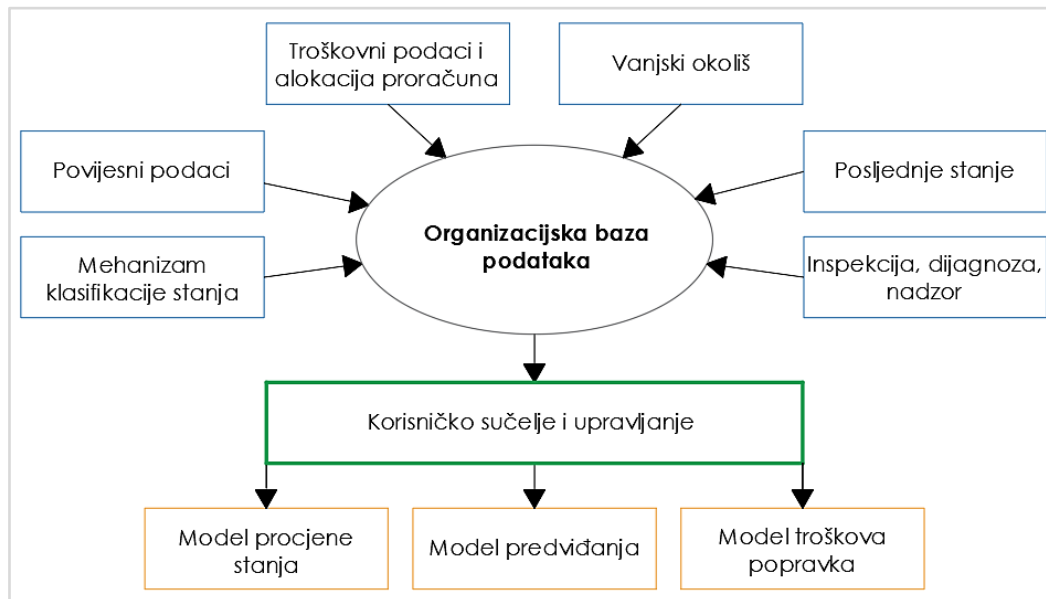 Troškovni podaci i
alokacija proračuna
Vanjski okoliš
Povijesni podaci
Posljednje stanje
Organizacijska baza
podataka
Mehanizam
klasifikacije stanja
Inspekcija, dijagnoza,
nadzor
Korisničko sučelje i upravljanje
Model procjene
stanja
Model predviđanja
Model troškova
popravka